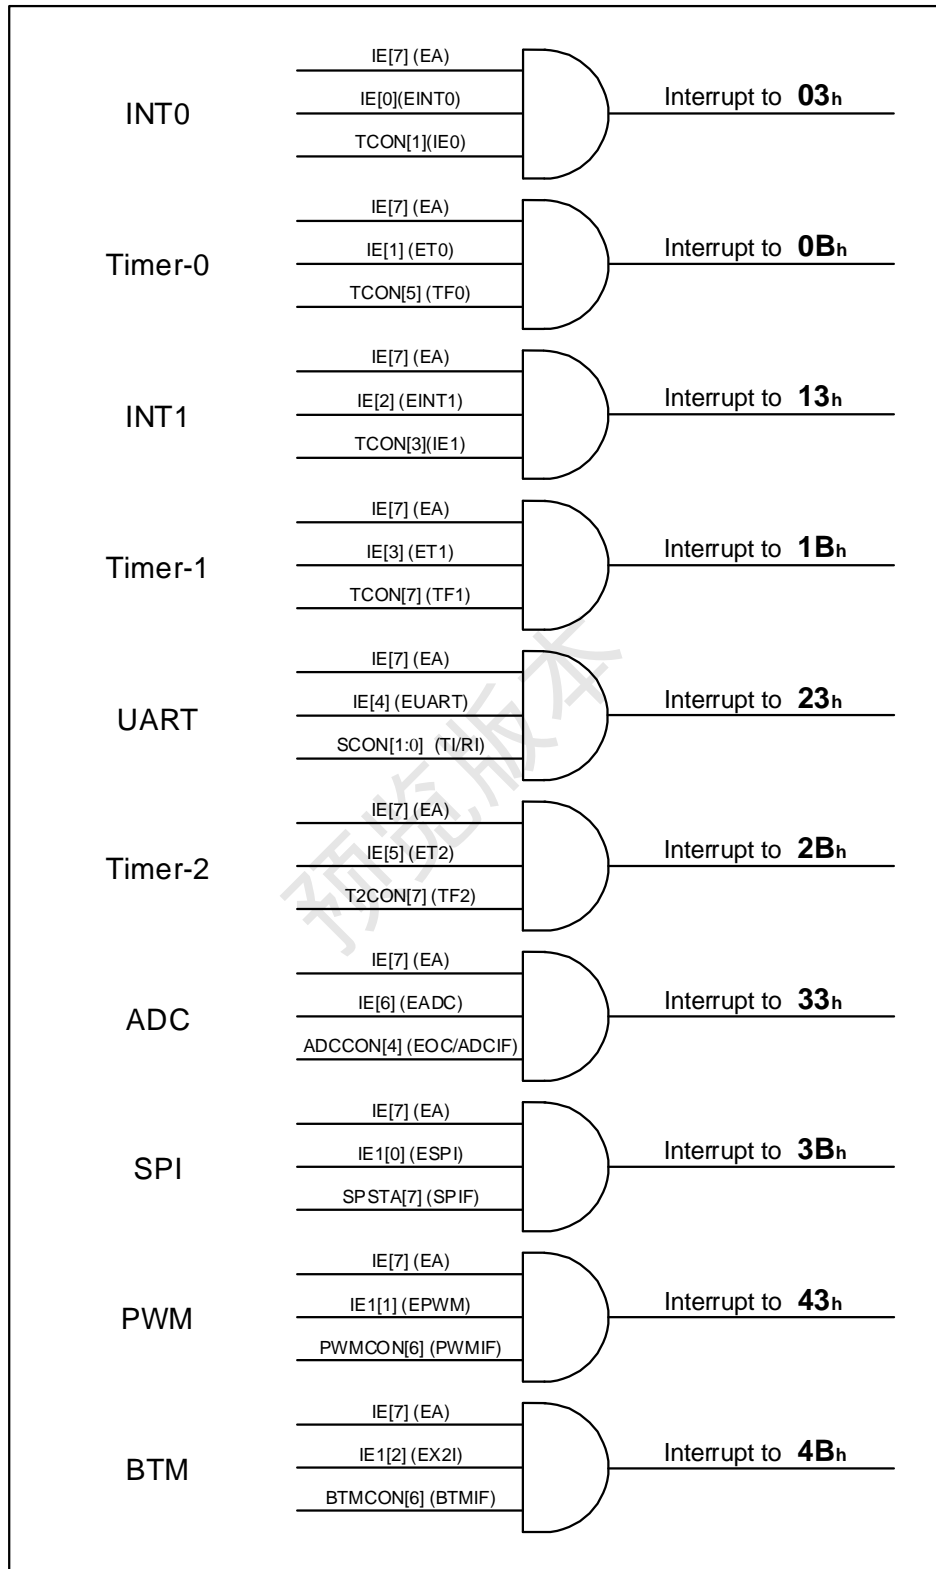 IE[7] (EA)
INT0 IE[0](EINT0) Interrupt to 03h
TCON[1](IE0)
IE[7] (EA)
Timer-0 IE[1] (ET0) Interrupt to 0Bh
TCON[5] (TF0)
IE[7] (EA)
INT1 IE[2] (EINT1) Interrupt to 13h
TCON[3](IE1)
IE[7] (EA)
Timer-1 IE[3] (ET1) Interrupt to 1Bh
TCON[7] (TF1)
IE[7] (EA)
UART IE[4] (EUART) Interrupt to 23h
SCON[1:0] (TI/RI)
IE[7] (EA)
Timer-2 IE[5] (ET2) Interrupt to 2Bh
T2CON[7] (TF2)
IE[7] (EA)
ADC IE[6] (EADC) Interrupt to 33h
ADCCON[4] (EOC/ADCIF)
IE[7] (EA)
SPI IE1[0] (ESPI) Interrupt to 3Bh
SPSTA[7] (SPIF)
IE[7] (EA)
PWM IE1[1] (EPWM) Interrupt to 43h
PWMCON[6] (PWMIF)
IE[7] (EA)
BTM IE1[2] (EX2I) Interrupt to 4Bh
BTMCON[6] (BTMIF)
预览版本